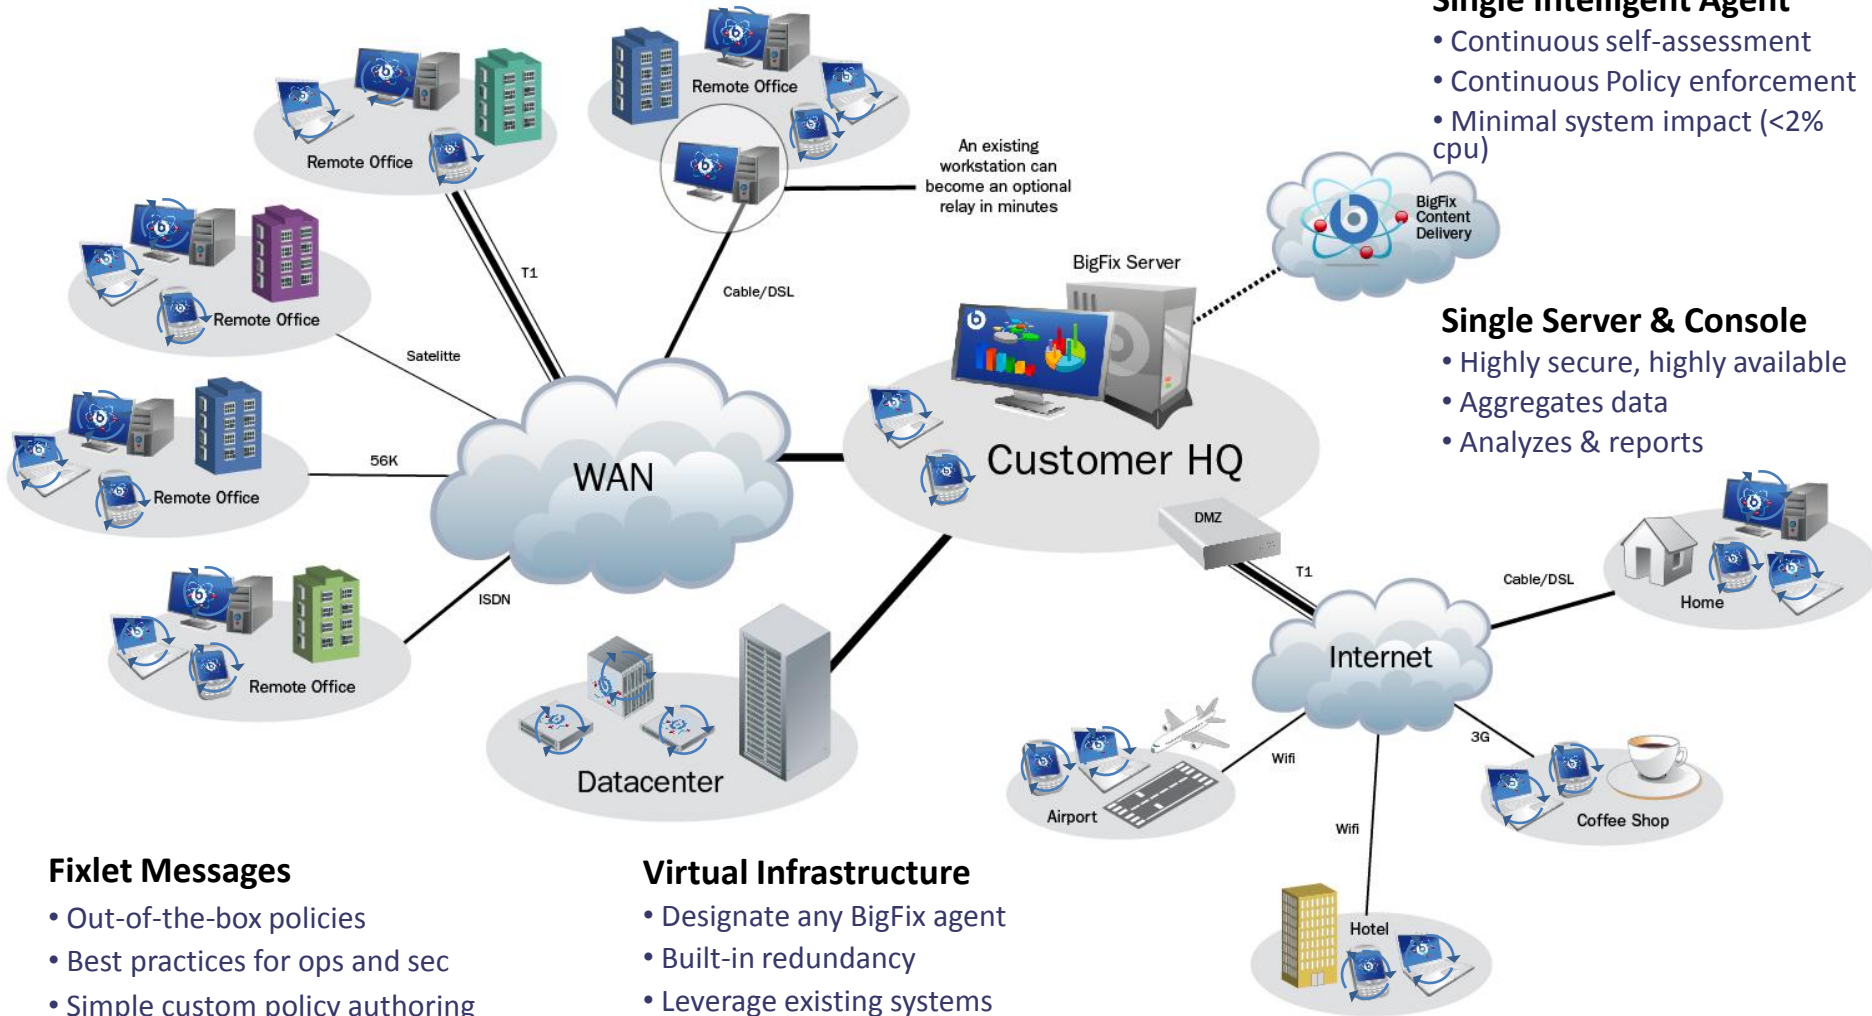 Single Intelligent Agent
• Continuous self-assessment
• Continuous Policy enforcement
• Minimal system impact (<2%
cpu)
Remote Office
Remote Office
An existing
workstation can
become an optional
relay in minutes
BigFix
Content
Delivery
T1
Cable/DSL
BigFix Server
Remote Office
Satelitte
Single Server & Console
• Highly secure, highly available
• Aggregates data
• Analyzes & reports
56K
WAN
Customer HQ
Remote Office
DMZ
T1
Cable/DSL
Home
ISDN
Remote Office
Internet
Datacenter
Wifi
3G
Airport
Wifi
Coffee Shop
Hotel
Fixlet Messages
• Out-of-the-box policies
• Best practices for ops and sec
• Simple custom policy authoring
Virtual Infrastructure
• Designate any BigFix agent
• Built-in redundancy
• Leverage existing systems